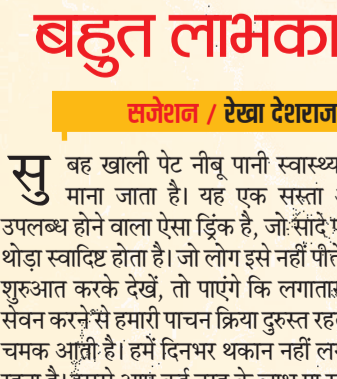 बहुत लाभका
सजेशन / रेखा देशराज
सुबह खाली पेट नीबू पानी स्वास्थ्य
माना जाता है। यह एक सस्ता
उपलब्ध होने वाला ऐसा ड्रिंक है, जो सादे
थोड़ा स्वादिष्ट होता है। जो लोग इसे नहीं पीते
शुरुआत करके देखें, तो पाएंगे कि लगातार
सेवन करने से हमारी पाचन क्रिया दुरुस्त रह
चमक आती है। हमें दिनभर थकान नहीं ल